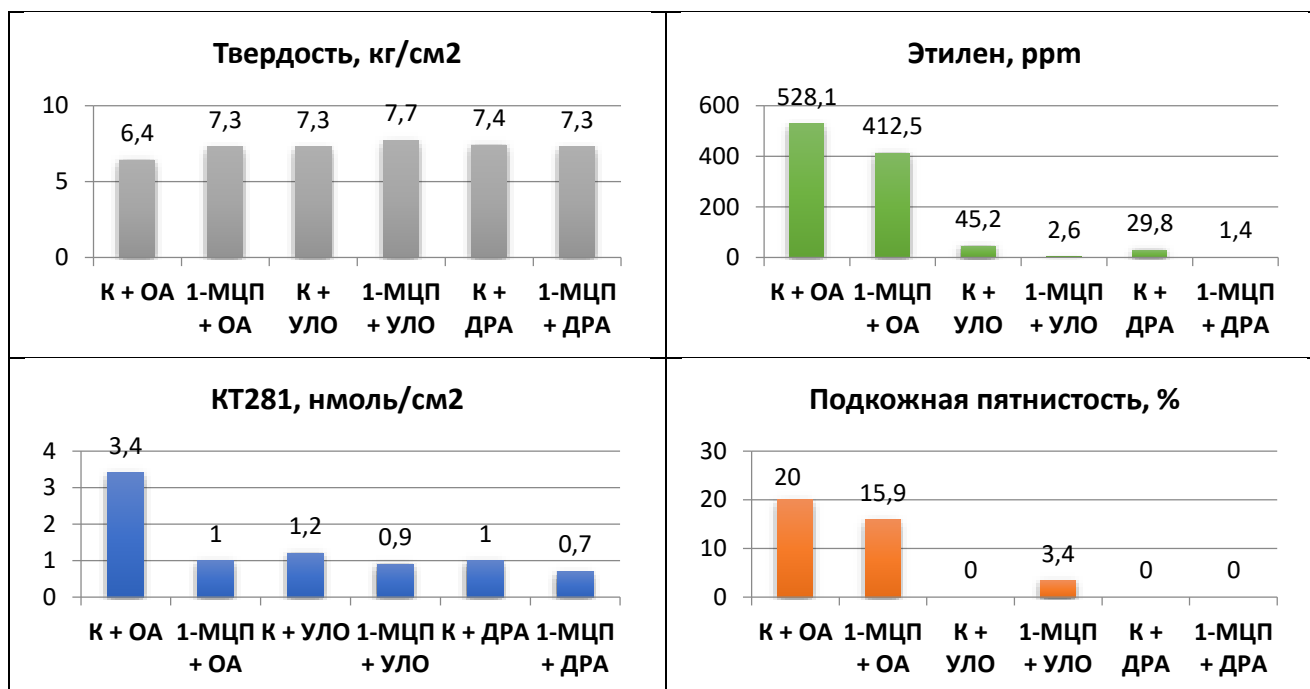 Твердость, кг/см2
10
5
0
6,4
7,3
7,3
7,7
7,4
7,3
К + ОА
1-МЦП + ОА
К + УЛО
1-МЦП + УЛО
К + ДРА
1-МЦП + ДРА
Этилен, ppm
600
400
200
0
528,1
412,5
45,2
2,6
29,8
1,4
К + ОА
1-МЦП + ОА
К + УЛО
1-МЦП + УЛО
К + ДРА
1-МЦП + ДРА
КТ281, нмоль/см2
4
3
2
1
0
3,4
1
1,2
0,9
1
0,7
К + ОА
1-МЦП + ОА
К + УЛО
1-МЦП + УЛО
К + ДРА
1-МЦП + ДРА
Подкожная пятнистость, %
30
20
10
0
20
15,9
0
3,4
0
0
К + ОА
1-МЦП + ОА
К + УЛО
1-МЦП + УЛО
К + ДРА
1-МЦП + ДРА